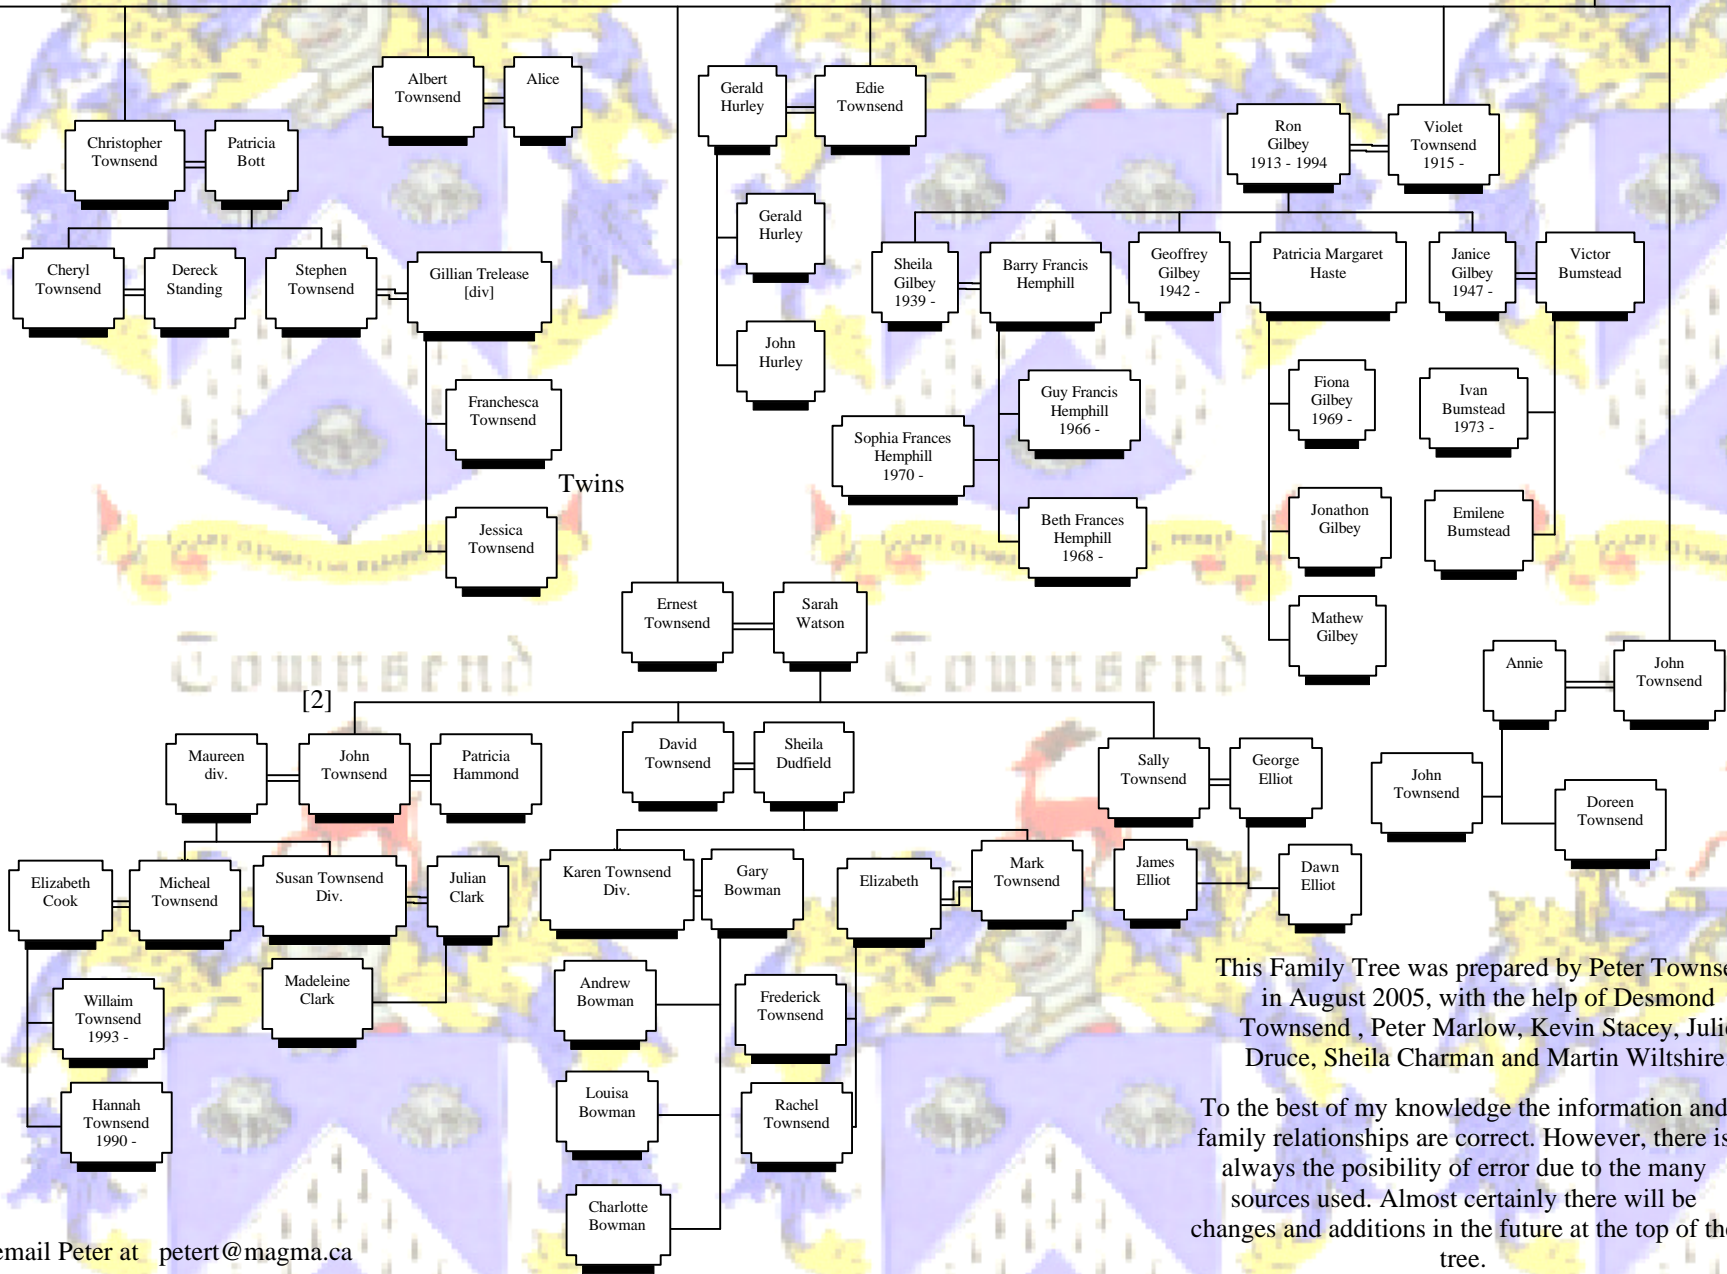 Albert
Townsend
Alice
Gerald
Hurley
Edie
Townsend
Ron
Gilbey
1913 - 1994
Violet
Townsend
1915 -
Christopher
Townsend
Patricia
Bott
Gerald
Hurley
Cheryl
Townsend
Dereck
Standing
Stephen
Townsend
Gillian Trelease
[div]
Sheila
Gilbey
1939 -
Barry Francis
Hemphill
Geoffrey
Gilbey
1942 -
Patricia Margaret
Haste
Janice
Gilbey
1947 -
Victor
Bumstead
John
Hurley
Franchesca
Townsend
Guy Francis
Hemphill
1966 -
Fiona
Gilbey
1969 -
Ivan
Bumstead
1973 -
Sophia Frances
Hemphill
1970 -
Twins
Jessica
Townsend
Beth Frances
Hemphill
1968 -
Jonathon
Gilbey
Emilene
Bumstead
Ernest
Townsend
Sarah
Watson
Mathew
Gilbey
Townsend
Townsend
Annie
John
Townsend
[2]
Maureen
div.
John
Townsend
Patricia
Hammond
David
Townsend
Sheila
Dudfield
Sally
Townsend
George
Elliot
John
Townsend
Doreen
Townsend
Elizabeth
Cook
Micheal
Townsend
Susan Townsend
Div.
Julian
Clark
Karen Townsend
Div.
Gary
Bowman
Elizabeth
Mark
Townsend
James
Elliot
Dawn
Elliot
Willaim
Townsend
1993 -
Madeleine
Clark
Andrew
Bowman
Frederick
Townsend
Hannah
Townsend
1990 -
Louisa
Bowman
Rachel
Townsend
Charlotte
Bowman
This Family Tree was prepared by Peter Townse
in August 2005, with the help of Desmond
Townsend , Peter Marlow, Kevin Stacey, Julie
Druce, Sheila Charman and Martin Wiltshire
To the best of my knowledge the information and
family relationships are correct. However, there is
always the posibility of error due to the many
sources used. Almost certainly there will be
changes and additions in the future at the top of the
tree.
email Peter at petert@magma.ca